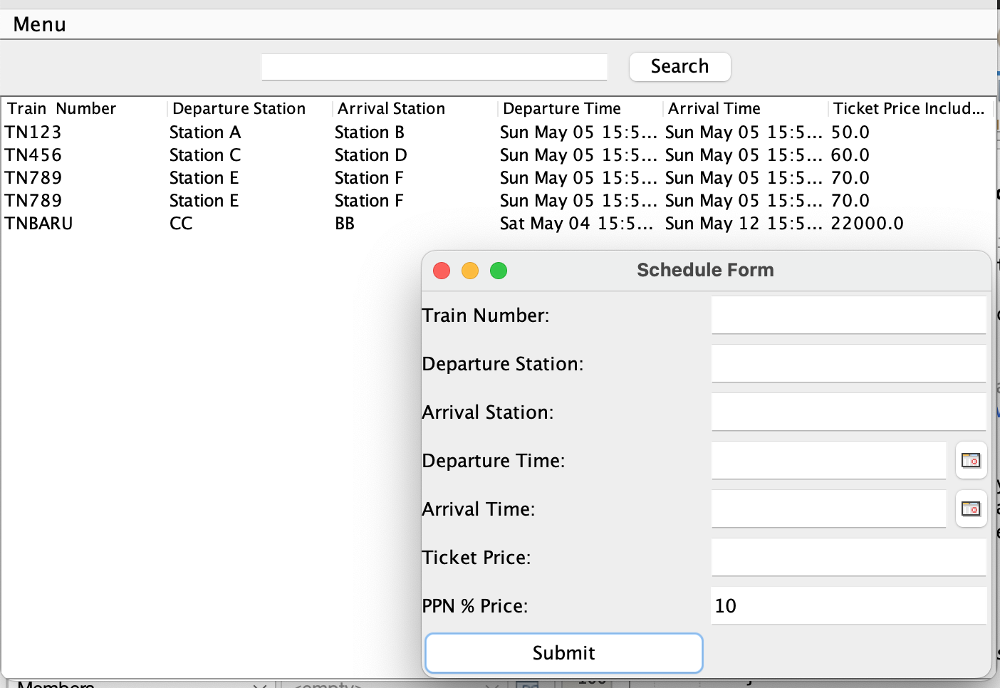 Menu
Search
Train Number Departure Station Arrival Station Departure Time Arrival Time Ticket Price Includ...
TN123 Station A Station B Sun May 05 15:5... Sun May 05 15:5... 50.0
TN456 Station C Station D Sun May 05 15:5... Sun May 05 15:5... 60.0
TN789 Station E Station F Sun May 05 15:5... Sun May 05 15:5... 70.0
TN789 Station E Station F Sun May 05 15:5... Sun May 05 15:5... 70.0
TNBARU CC BB Sat May 04 15:5... Sun May 12 15:5... 22000.0
Schedule Form
Train Number:
Departure Station:
Arrival Station:
Departure Time:
Arrival Time:
Ticket Price:
PPN % Price: 10
Submit
Members <empty>